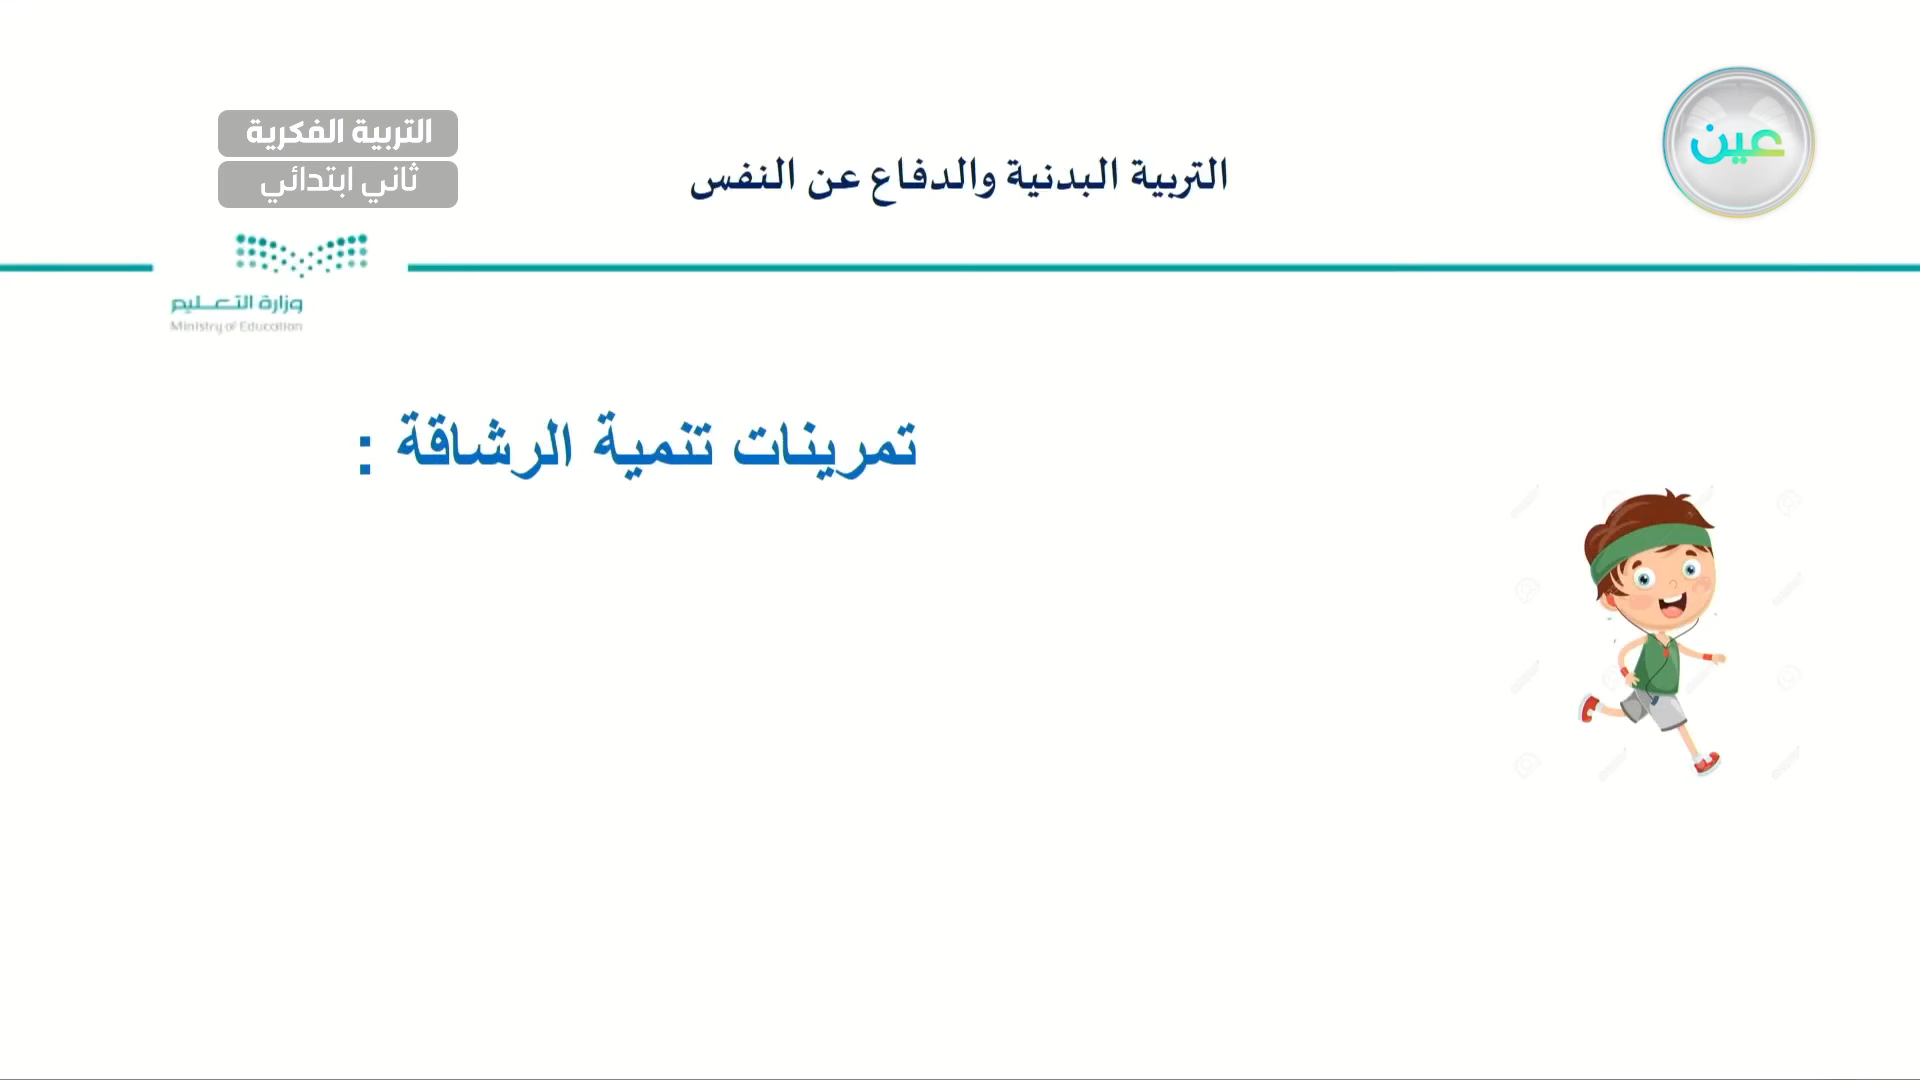 عين
التربية الفكرية
ثاني ابتدائي
التربية البدنية والدفاع عن النفس
وزارة التعليم
Ministry of Education
تمرينات تنمية الرشاقة :